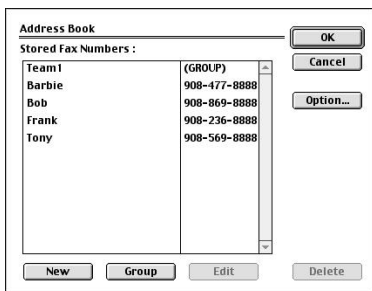 Address Book
OK
Stored Fax Numbers :
Cancel
Team1 (GROUP)
Barbie 908-477-8888
Bob 908-869-8888
Option...
Frank 908-236-8888
Tony 908-569-8888
New Group Edit Delete